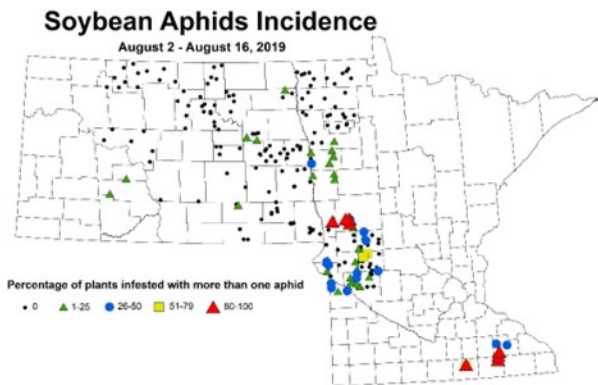 Soybean Aphids Incidence
August 2 - August 16, 2019
Percentage of plants infested with more than one aphid
0 1-25 26-50 51-79 80-100